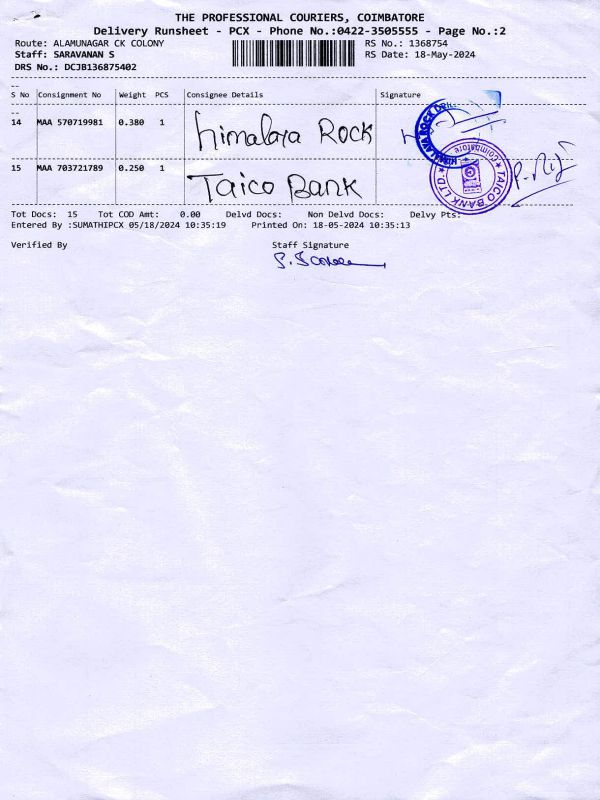 THE PROFESSIONAL COURIERS, COIMBATORE
Delivery Runsheet - PCX - Phone No.:0422-3505555 - Page No.:2
Route: ALAMUNAGAR CK COLONY RS No.: 1368754
Staff: SARAVANAN S RS Date: 18-May-2024
DRS No.: DCJB136875402
S No Consignment No Weight PCS Consignee Details Signature
14 MAA 570719981 0.380 1 himalaya Rock
HIMALAYA ROCK
15 MAA 703721789 0.250 1 Taico Bank
TAICO BANK LTD. ★ Coimbatore ★
Tot Docs: 15 Tot COD Amt: 0.00 Delvd Docs: Non Delvd Docs: Delvy Pts:
Entered By :SUMATHIPCX 05/18/2024 10:35:19 Printed On: 18-05-2024 10:35:13
Verified By Staff Signature